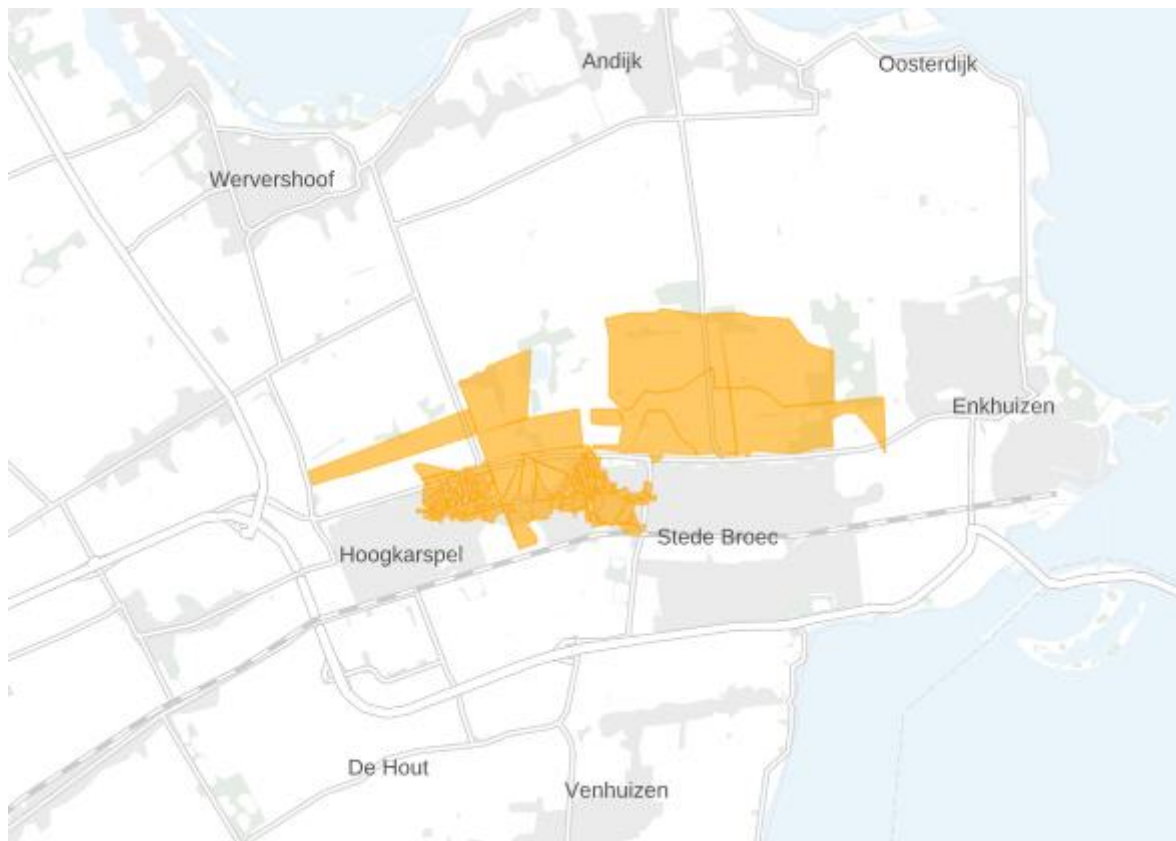 Andijk
Oosterdijk
Wervershoof
Enkhuizen
Stede Broec
Hoogkarspel
De Hout
Venhuizen